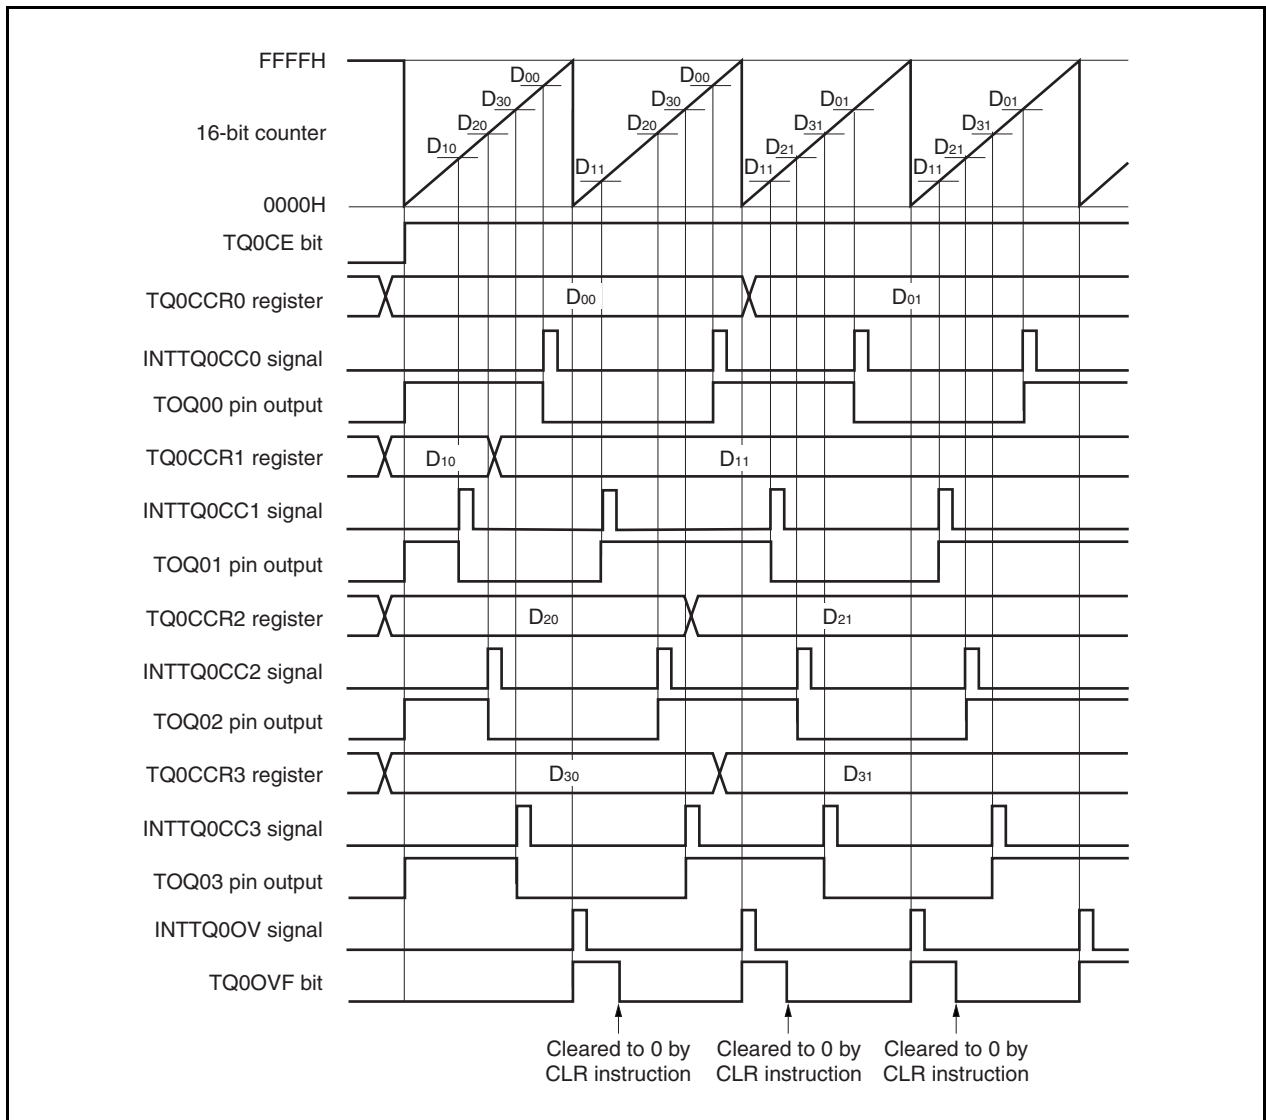 FFFFH
D00
D00
D30
D30
D01
D01
D20
D20
D31
D31
16-bit counter
D10
D21
D21
D11
D11
D11
0000H
TQ0CE bit
TQ0CCR0 register
D00
D01
INTTQ0CC0 signal
TOQ00 pin output
TQ0CCR1 register
D10
D11
INTTQ0CC1 signal
TOQ01 pin output
TQ0CCR2 register
D20
D21
INTTQ0CC2 signal
TOQ02 pin output
TQ0CCR3 register
D30
D31
INTTQ0CC3 signal
TOQ03 pin output
INTTQ0OV signal
TQ0OVF bit
Cleared to 0 by
CLR instruction
Cleared to 0 by
CLR instruction
Cleared to 0 by
CLR instruction